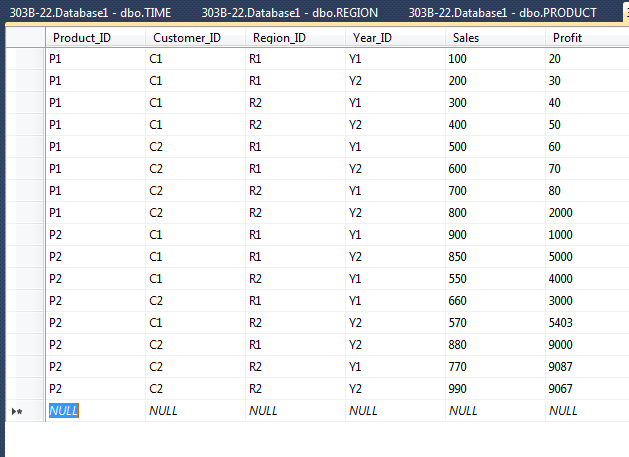 303B-22.Database1 - dbo.TIME 303B-22.Database1 - dbo.REGION 303B-22.Database1 - dbo.PRODUCT
Product_ID Customer_ID Region_ID Year_ID Sales Profit
P1 C1 R1 Y1 100 20
P1 C1 R1 Y2 200 30
P1 C1 R2 Y1 300 40
P1 C1 R2 Y2 400 50
P1 C2 R1 Y1 500 60
P1 C2 R1 Y2 600 70
P1 C2 R2 Y1 700 80
P1 C2 R2 Y2 800 2000
P2 C1 R1 Y1 900 1000
P2 C1 R1 Y2 850 5000
P2 C1 R2 Y1 550 4000
P2 C2 R1 Y1 660 3000
P2 C1 R2 Y2 570 5403
P2 C2 R1 Y2 880 9000
P2 C2 R2 Y1 770 9087
P2 C2 R2 Y2 990 9067
NULL NULL NULL NULL NULL NULL